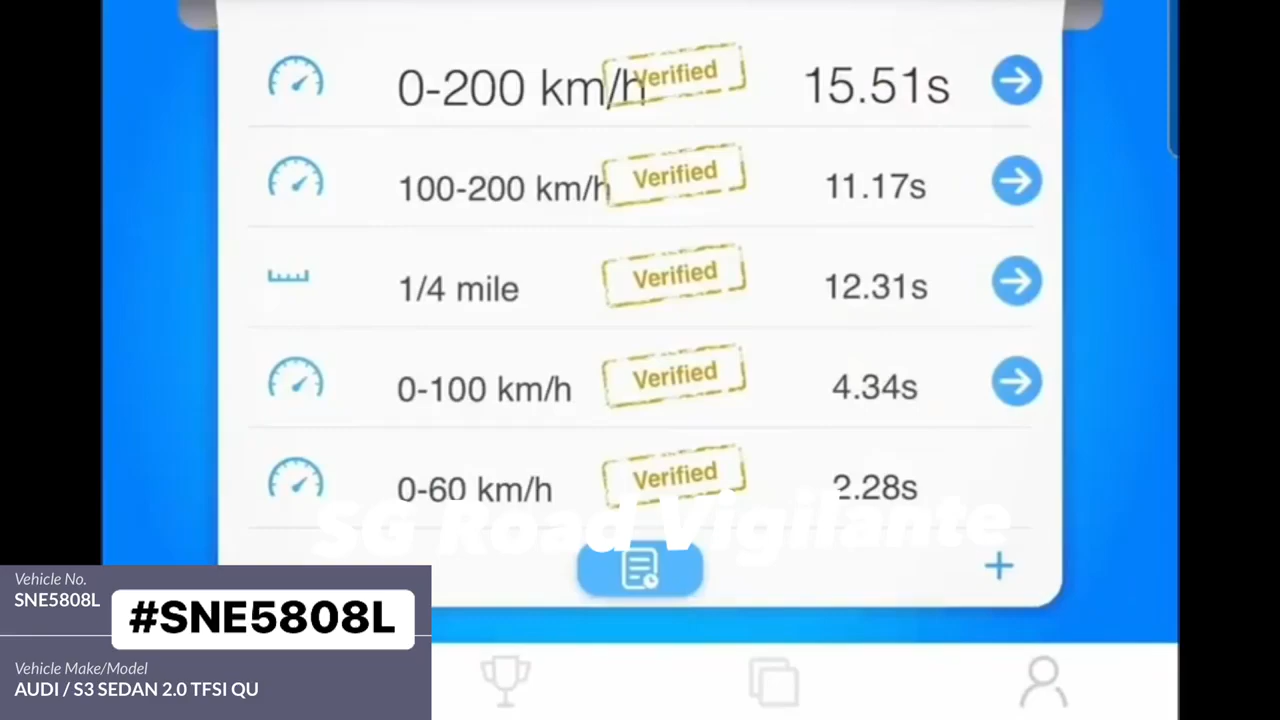 0-200 km/h Verified 15.51s
100-200 km/h Verified 11.17s
1/4 mile Verified 12.31s
0-100 km/h Verified 4.34s
0-60 km/h Verified 2.28s
SG Road Vigilante
Vehicle No.
SNE5808L
#SNE5808L
Vehicle Make/Model
AUDI / S3 SEDAN 2.0 TFSI QU